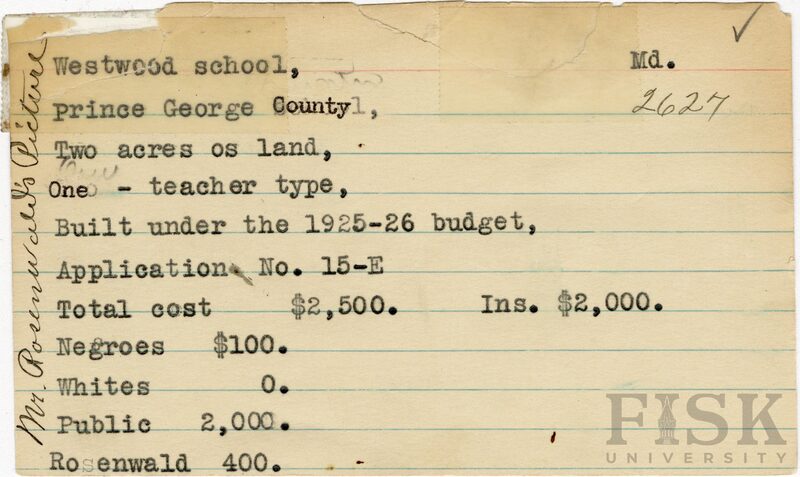 Westwood school, Md.
prince George County, 2627
Two acres os land,
One - teacher type,
Built under the 1925-26 budget,
Application No. 15-E
Total cost $2,500. Ins. $2,000.
Negroes $100.
Whites 0.
Public 2,000.
Rosenwald 400.
Mr. Rosenwald's Picture
FISK
UNIVERSITY